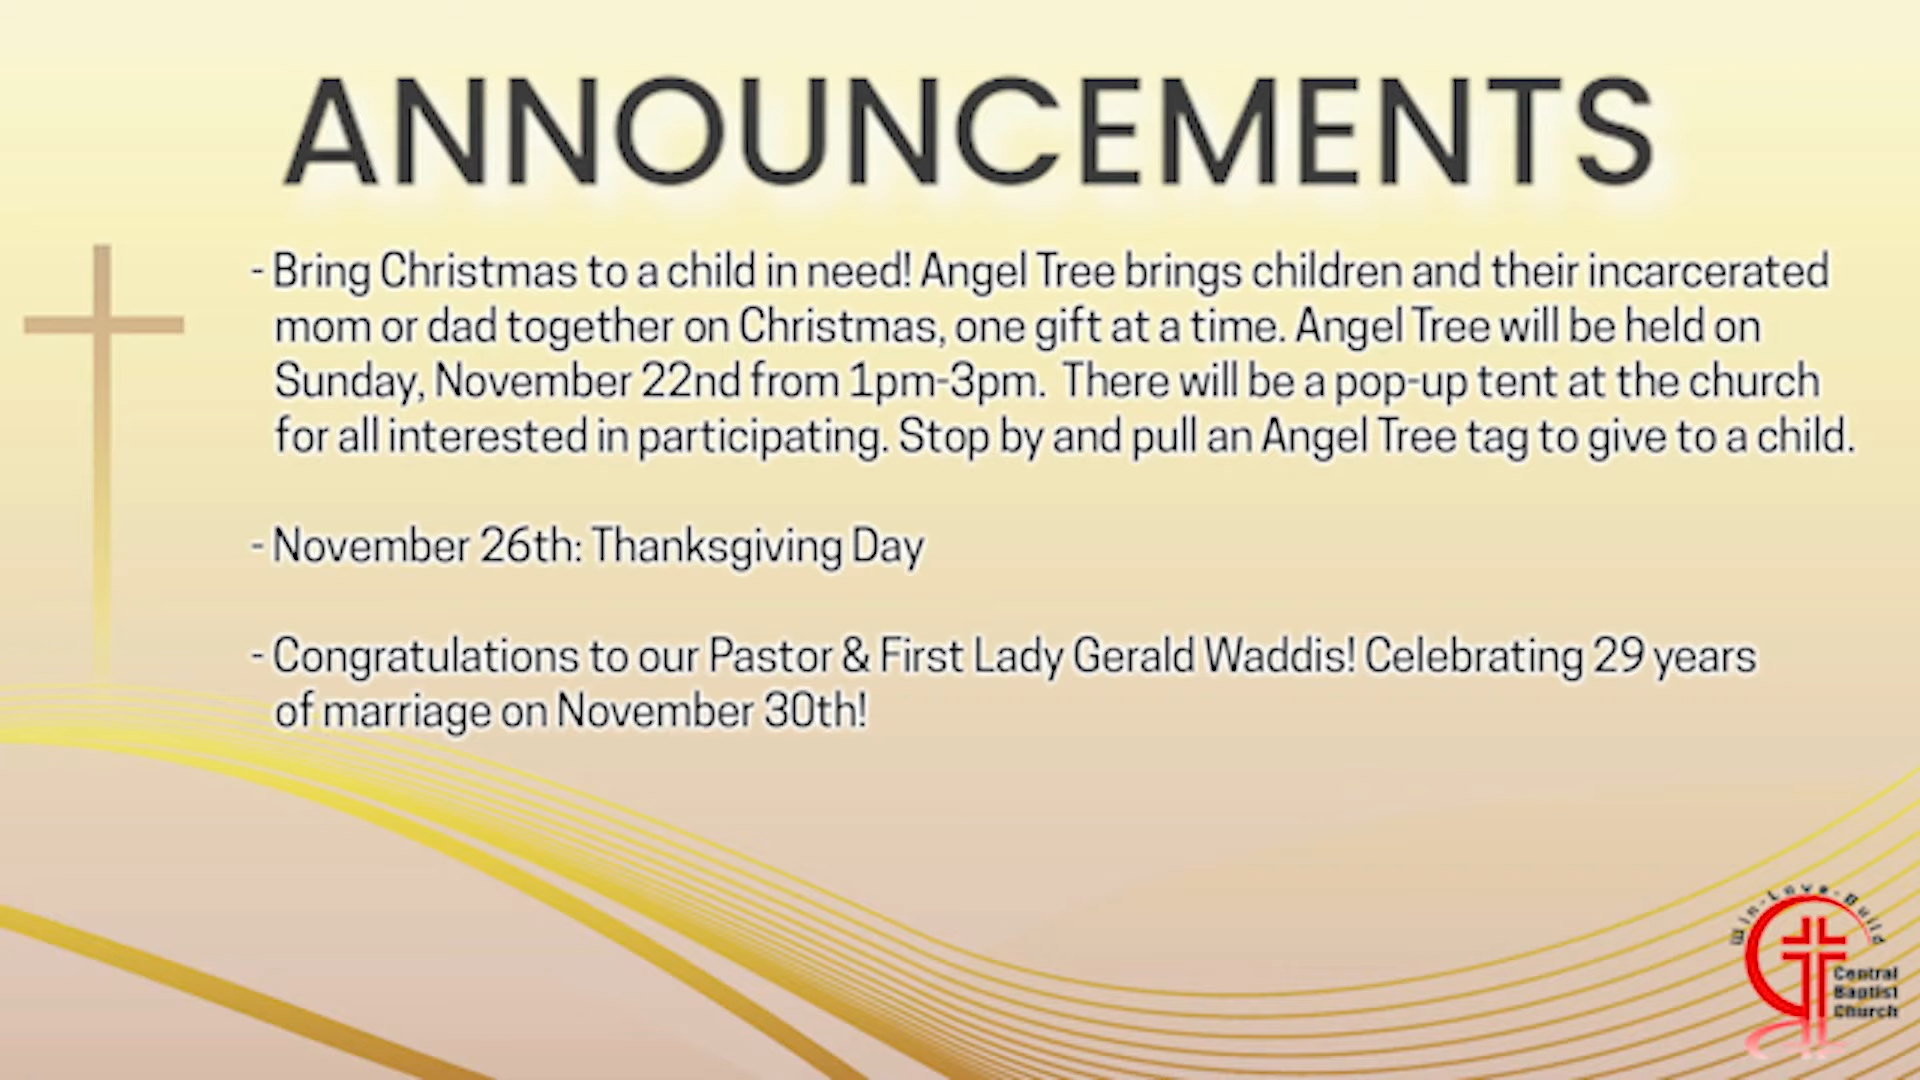 ANNOUNCEMENTS
- Bring Christmas to a child in need! Angel Tree brings children and their incarcerated
mom or dad together on Christmas, one gift at a time. Angel Tree will be held on
Sunday, November 22nd from 1pm-3pm.  There will be a pop-up tent at the church
for all interested in participating. Stop by and pull an Angel Tree tag to give to a child.
- November 26th: Thanksgiving Day
- Congratulations to our Pastor & First Lady Gerald Waddis! Celebrating 29 years
of marriage on November 30th!
Win-Love-Build
Central
Baptist
Church